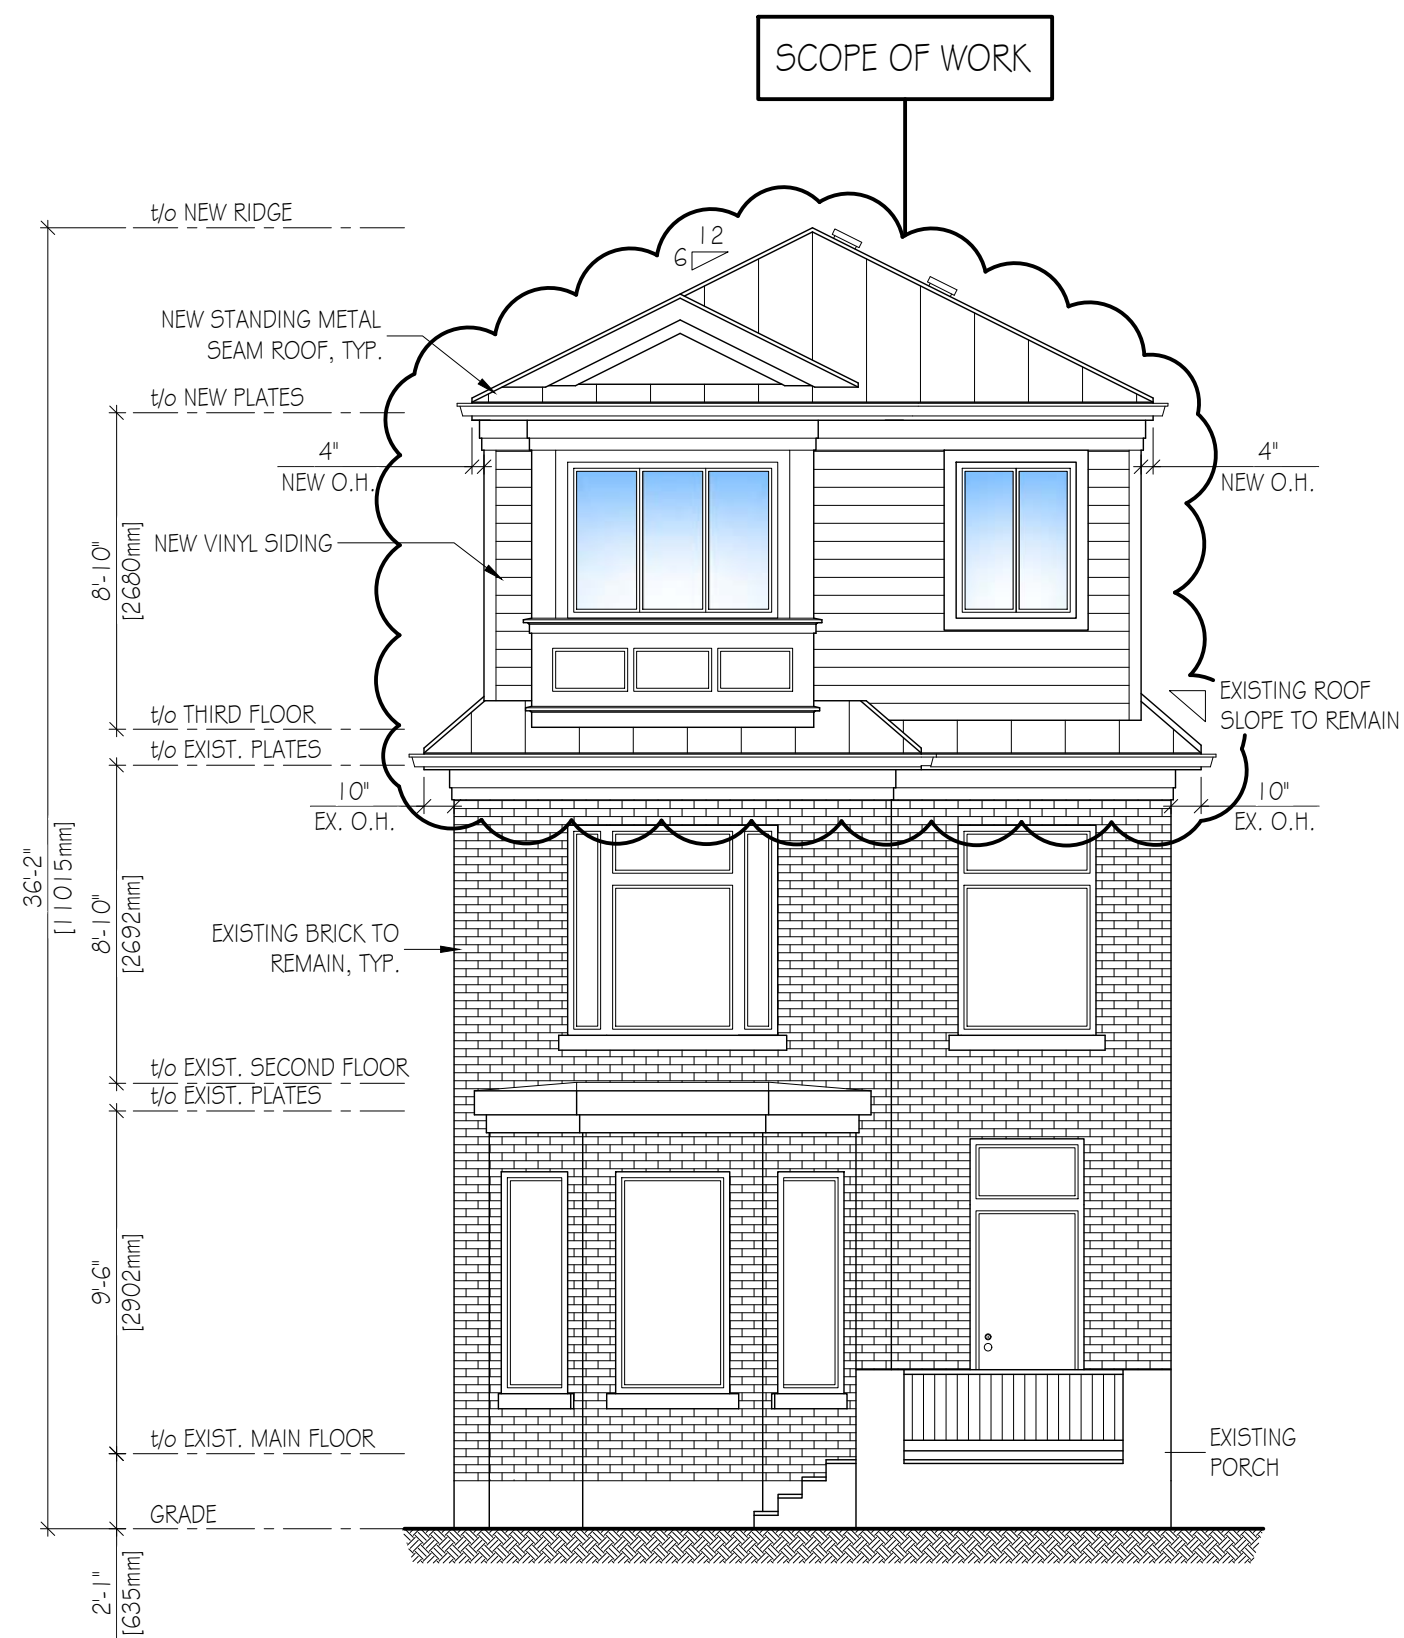 SCOPE OF WORK
t/o NEW RIDGE
12
6
NEW STANDING METAL
SEAM ROOF, TYP.
t/o NEW PLATES
4"
NEW O.H.
4"
NEW O.H.
NEW VINYL SIDING
8'-10"
[2680mm]
t/o THIRD FLOOR
t/o EXIST. PLATES
EXISTING ROOF
SLOPE TO REMAIN
10"
EX. O.H.
10"
EX. O.H.
36'-2"
[11015mm]
8'-10"
[2692mm]
EXISTING BRICK TO
REMAIN, TYP.
t/o EXIST. SECOND FLOOR
t/o EXIST. PLATES
9'-6"
[2902mm]
t/o EXIST. MAIN FLOOR
EXISTING
PORCH
GRADE
2'-1"
[635mm]